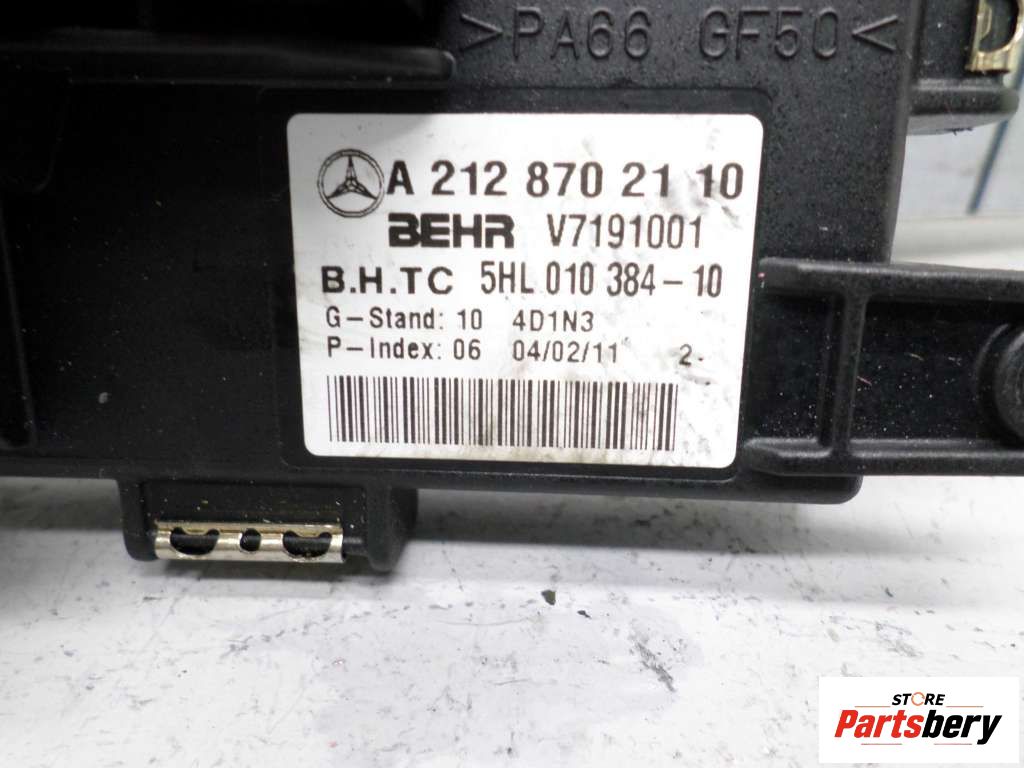 >PA66 GF50<
A 212 870 21 10
BEHR V7191001
B.H.TC 5HL 010 384-10
G-Stand: 10 4D1N3
P-Index: 06 04/02/11 2-
STORE
Partsbery